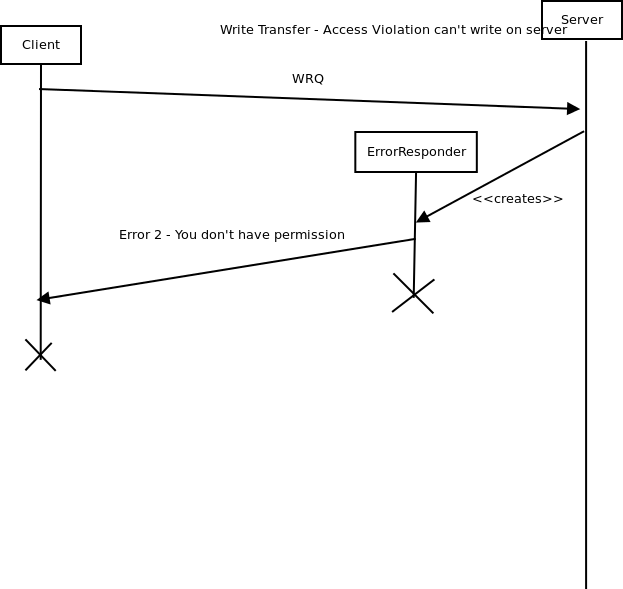 Server
Write Transfer - Access Violation can't write on server
Client
WRQ
ErrorResponder
<<creates>>
Error 2 - You don't have permission